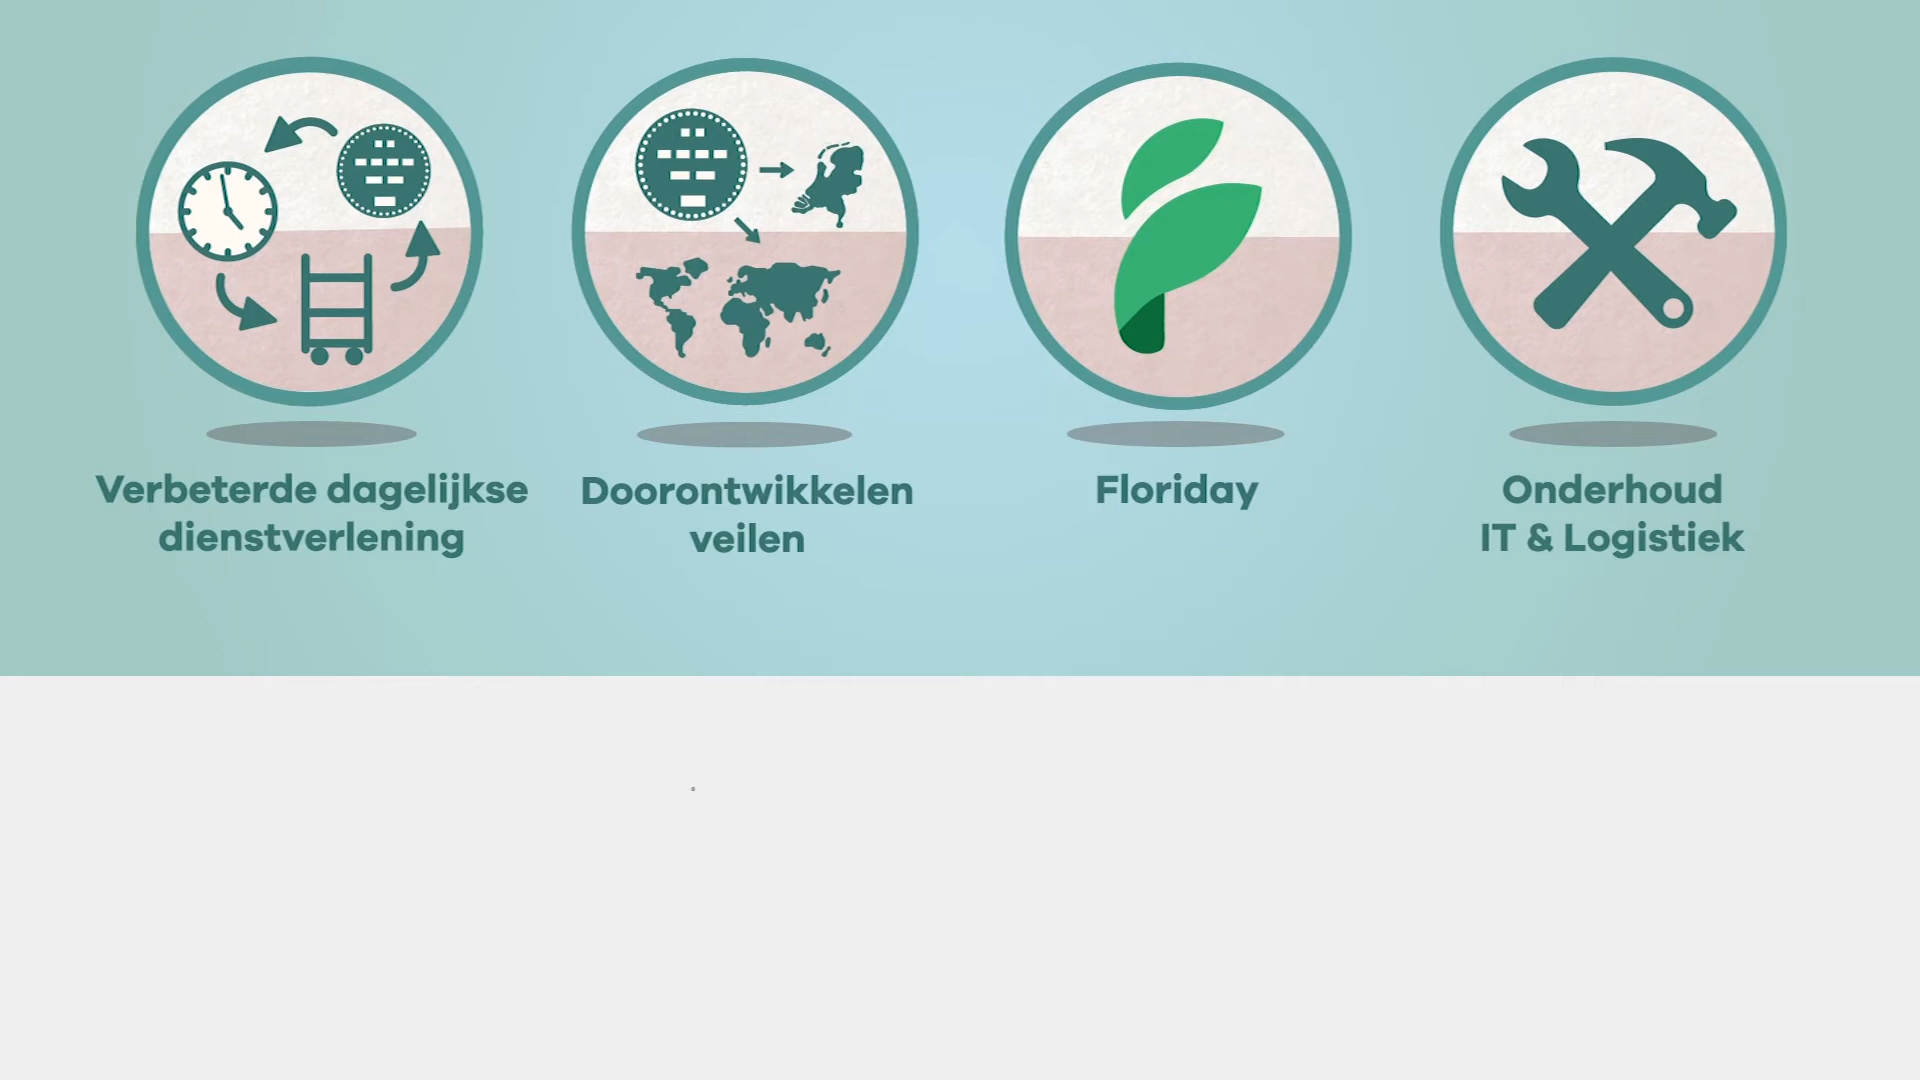 Verbeterde dagelijkse
dienstverlening
Doorontwikkelen
veilen
Floriday
Onderhoud
IT & Logistiek